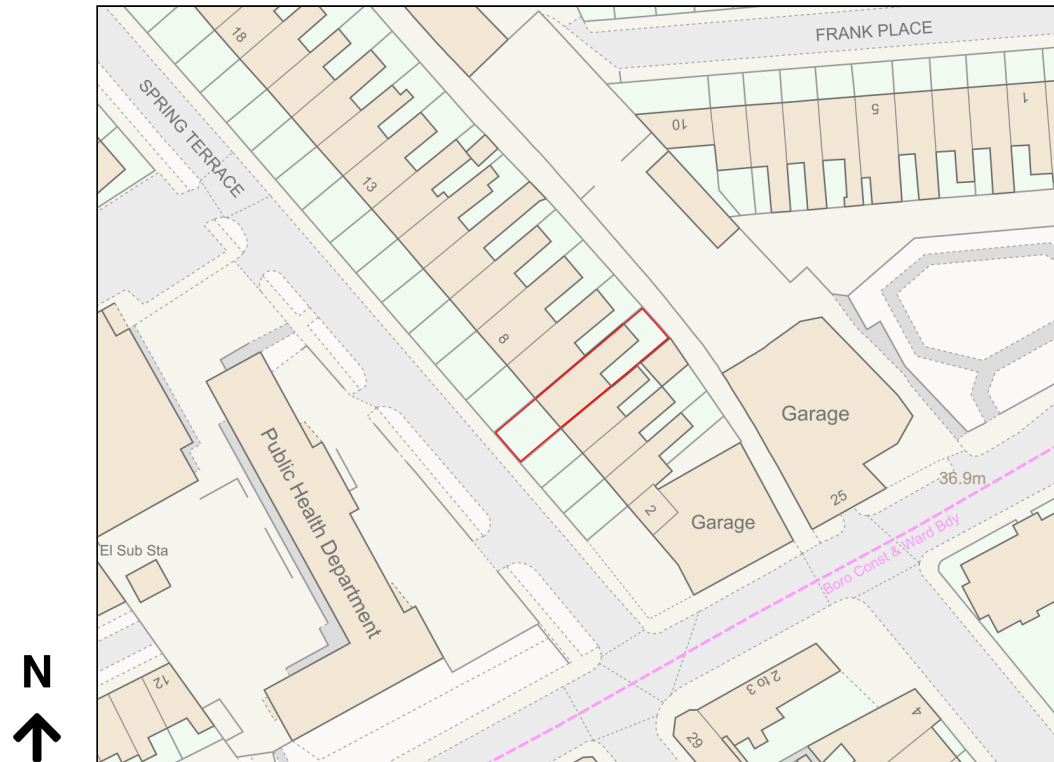 FRANK PLACE
18
SPRING TERRACE
10
5
1
13
8
Garage
Public Health Department
36.9m
25
2
Garage
Boro Const & Ward Bdy
El Sub Sta
N
12
2 to 3
4
29